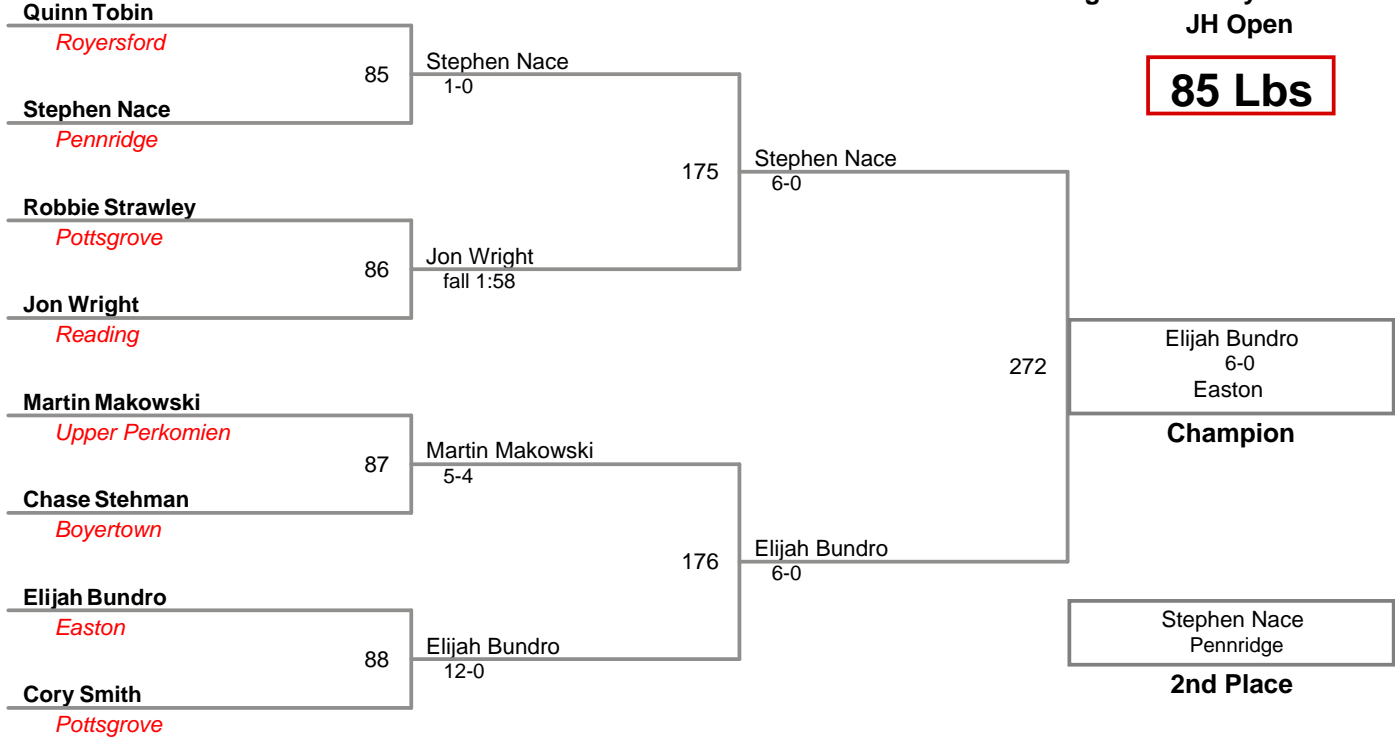 Quinn Tobin
Royersford
85
Stephen Nace
1-0
Stephen Nace
Pennridge
175
Stephen Nace
6-0
Robbie Strawley
Pottsgrove
86
Jon Wright
fall 1:58
Jon Wright
Reading
JH Open
85 Lbs
272
Elijah Bundro
6-0
Easton
Champion
Martin Makowski
Upper Perkomien
87
Martin Makowski
5-4
Chase Stehman
Boyertown
176
Elijah Bundro
6-0
Elijah Bundro
Easton
88
Elijah Bundro
12-0
Cory Smith
Pottsgrove
Stephen Nace
Pennridge
2nd Place